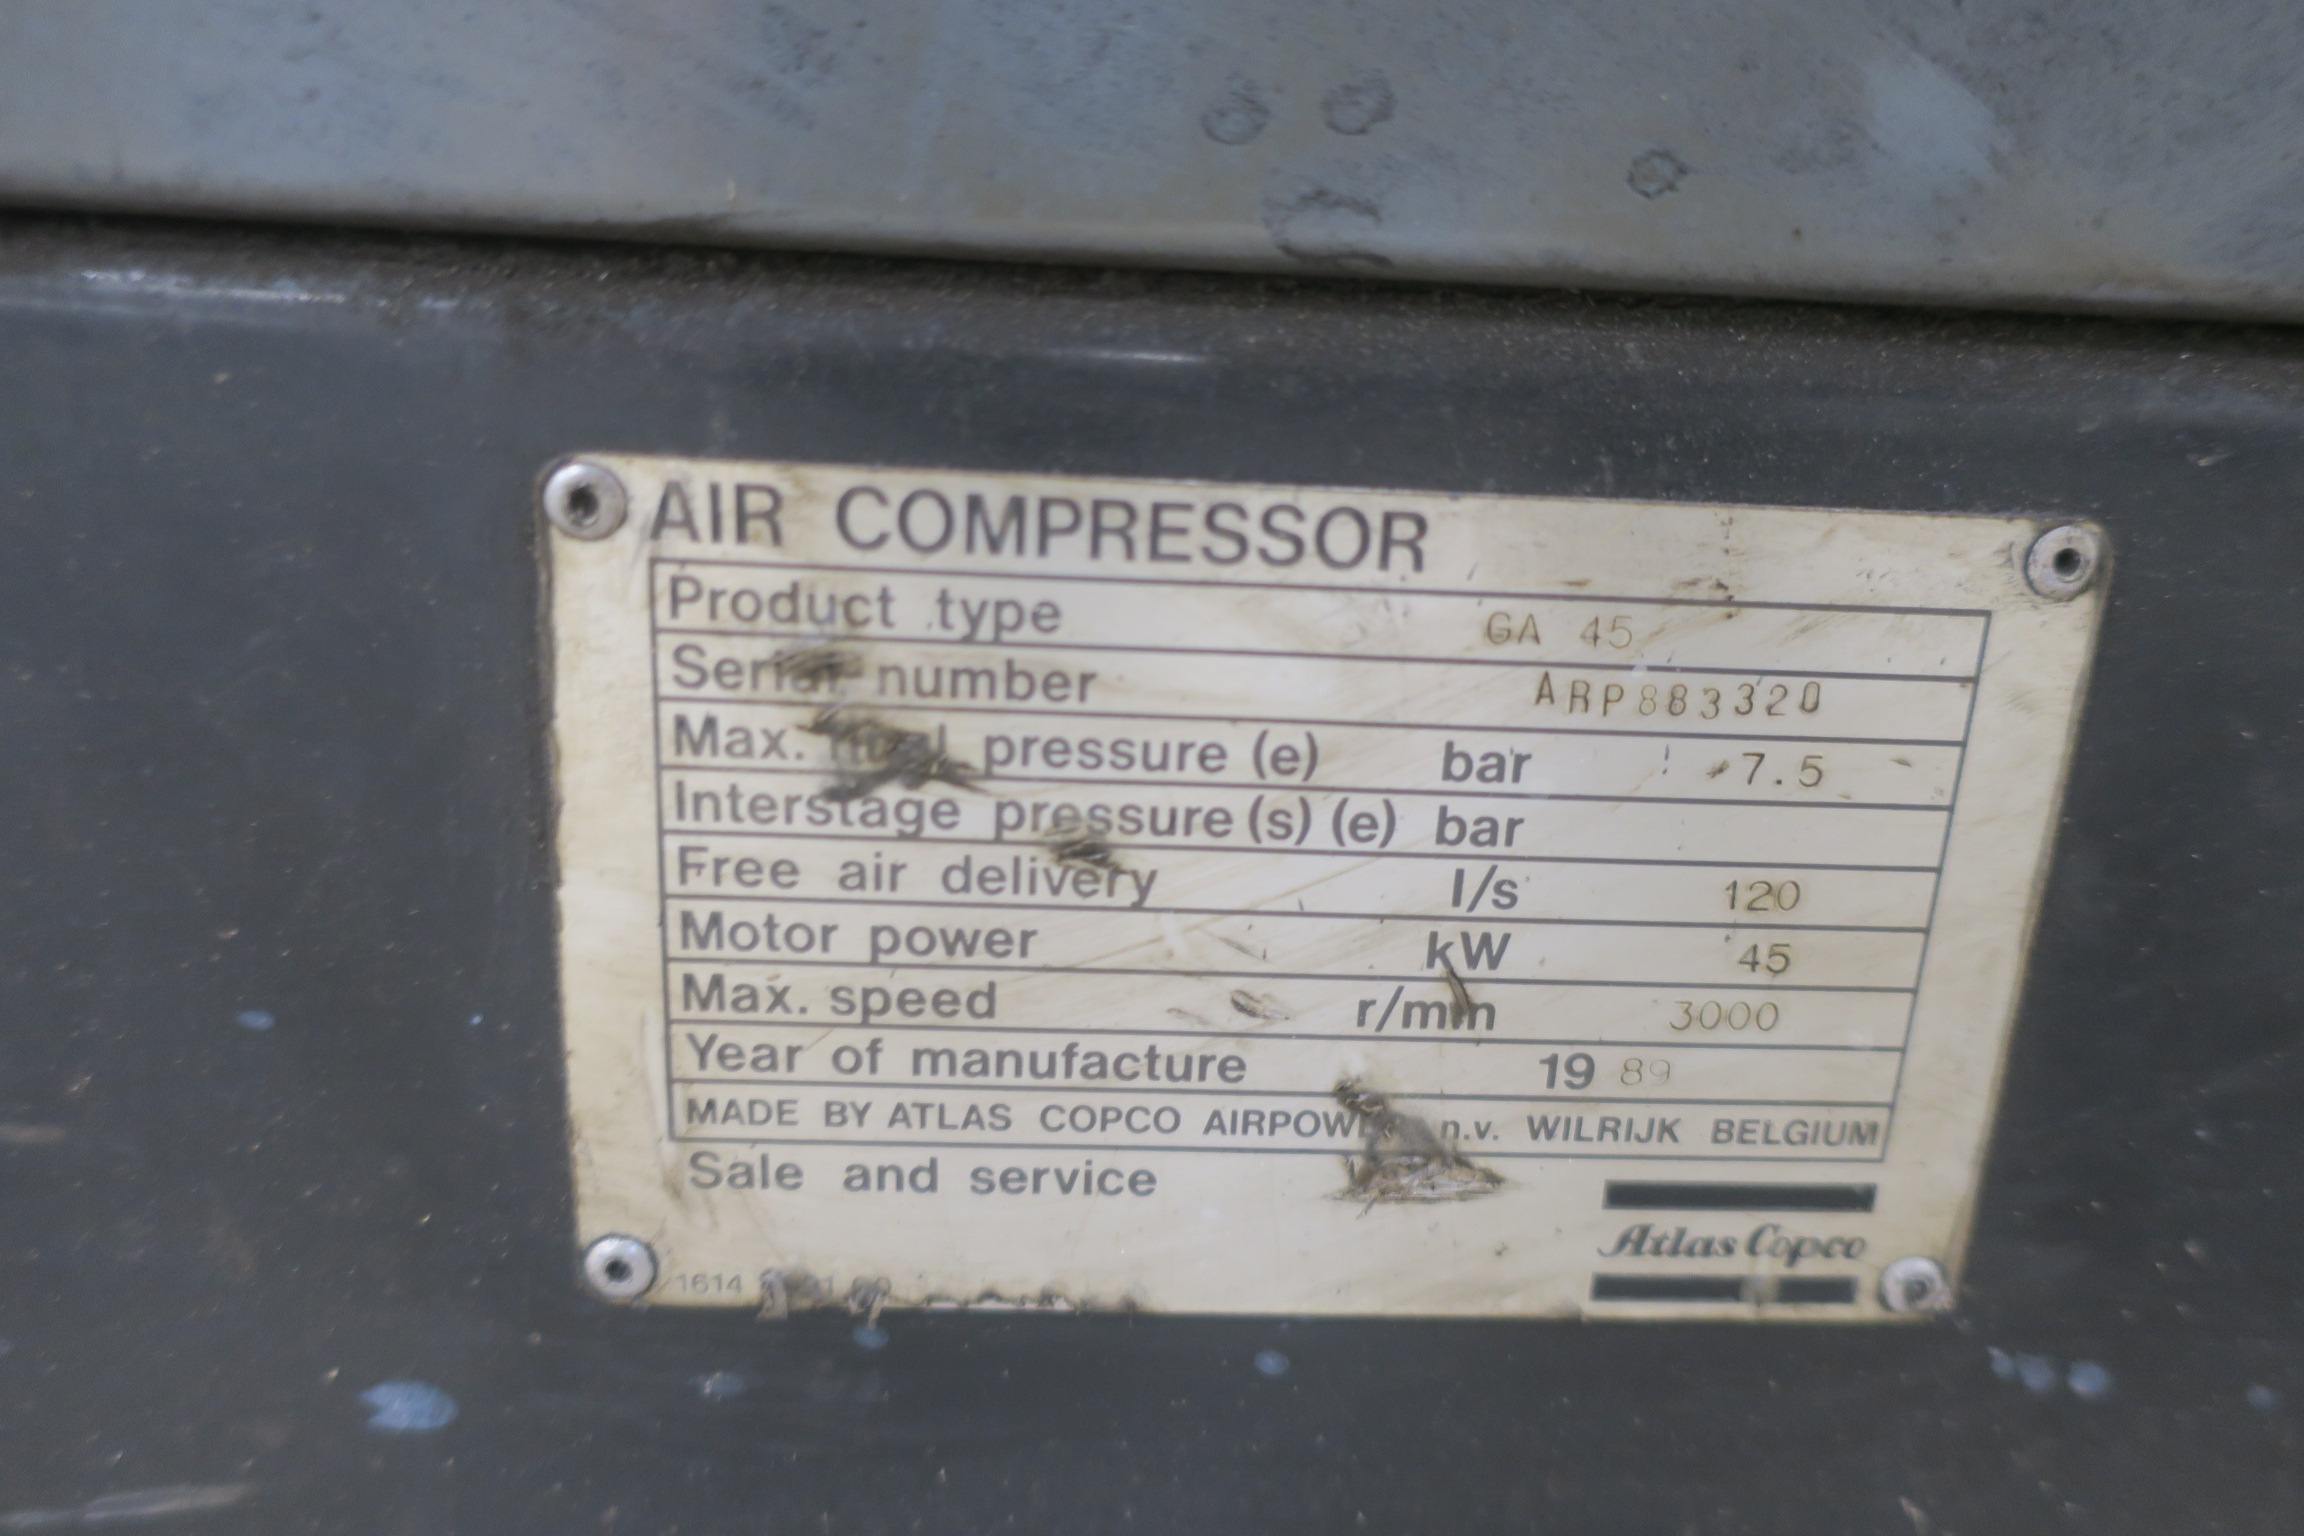 AIR COMPRESSOR
Product type GA 45
Serial number ARP883320
Max. final pressure (e) bar 7.5
Interstage pressure (s) (e) bar
Free air delivery l/s 120
Motor power kW 45
Max. speed r/min 3000
Year of manufacture 19 89
MADE BY ATLAS COPCO n.v. WILRIJK BELGIUM
Sale and service
Atlas Copco
1614